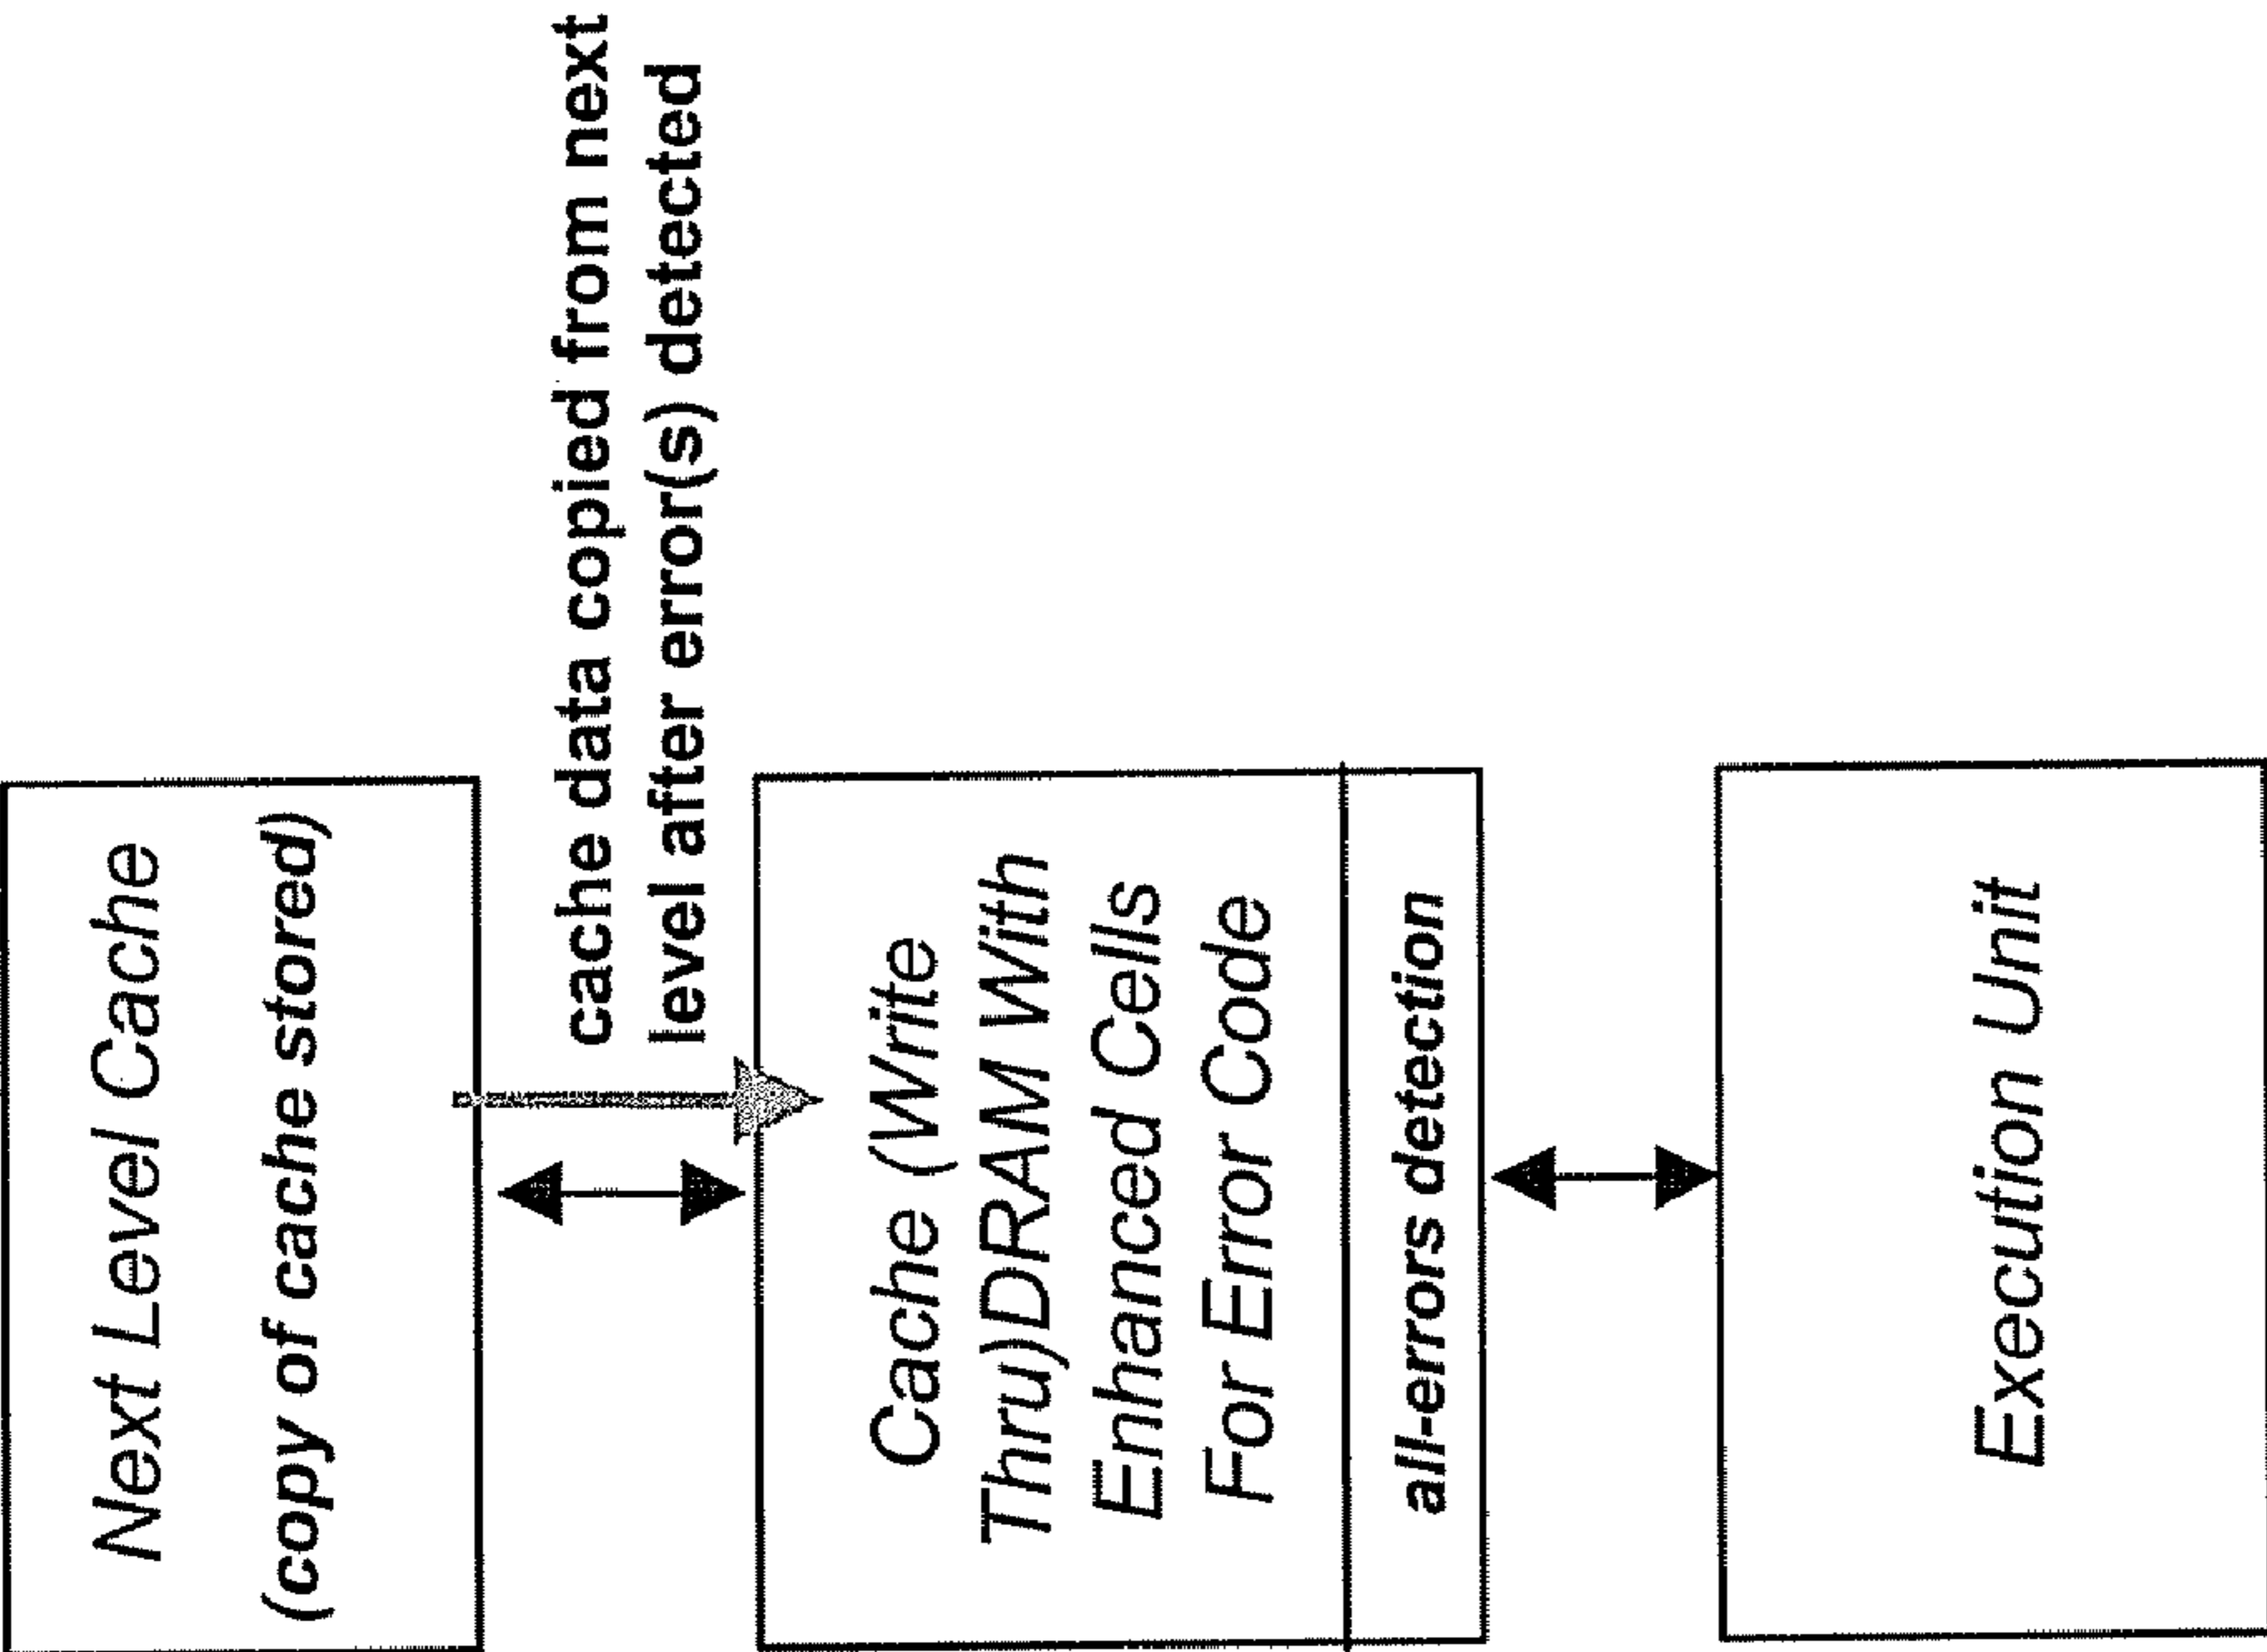 Next Level Cache
(copy of cache stored)
cache data copied from next
level after error(s) detected
Cache (Write
Thru)DRAM With
Enhanced Cells
For Error Code
all-errors detection
Execution Unit